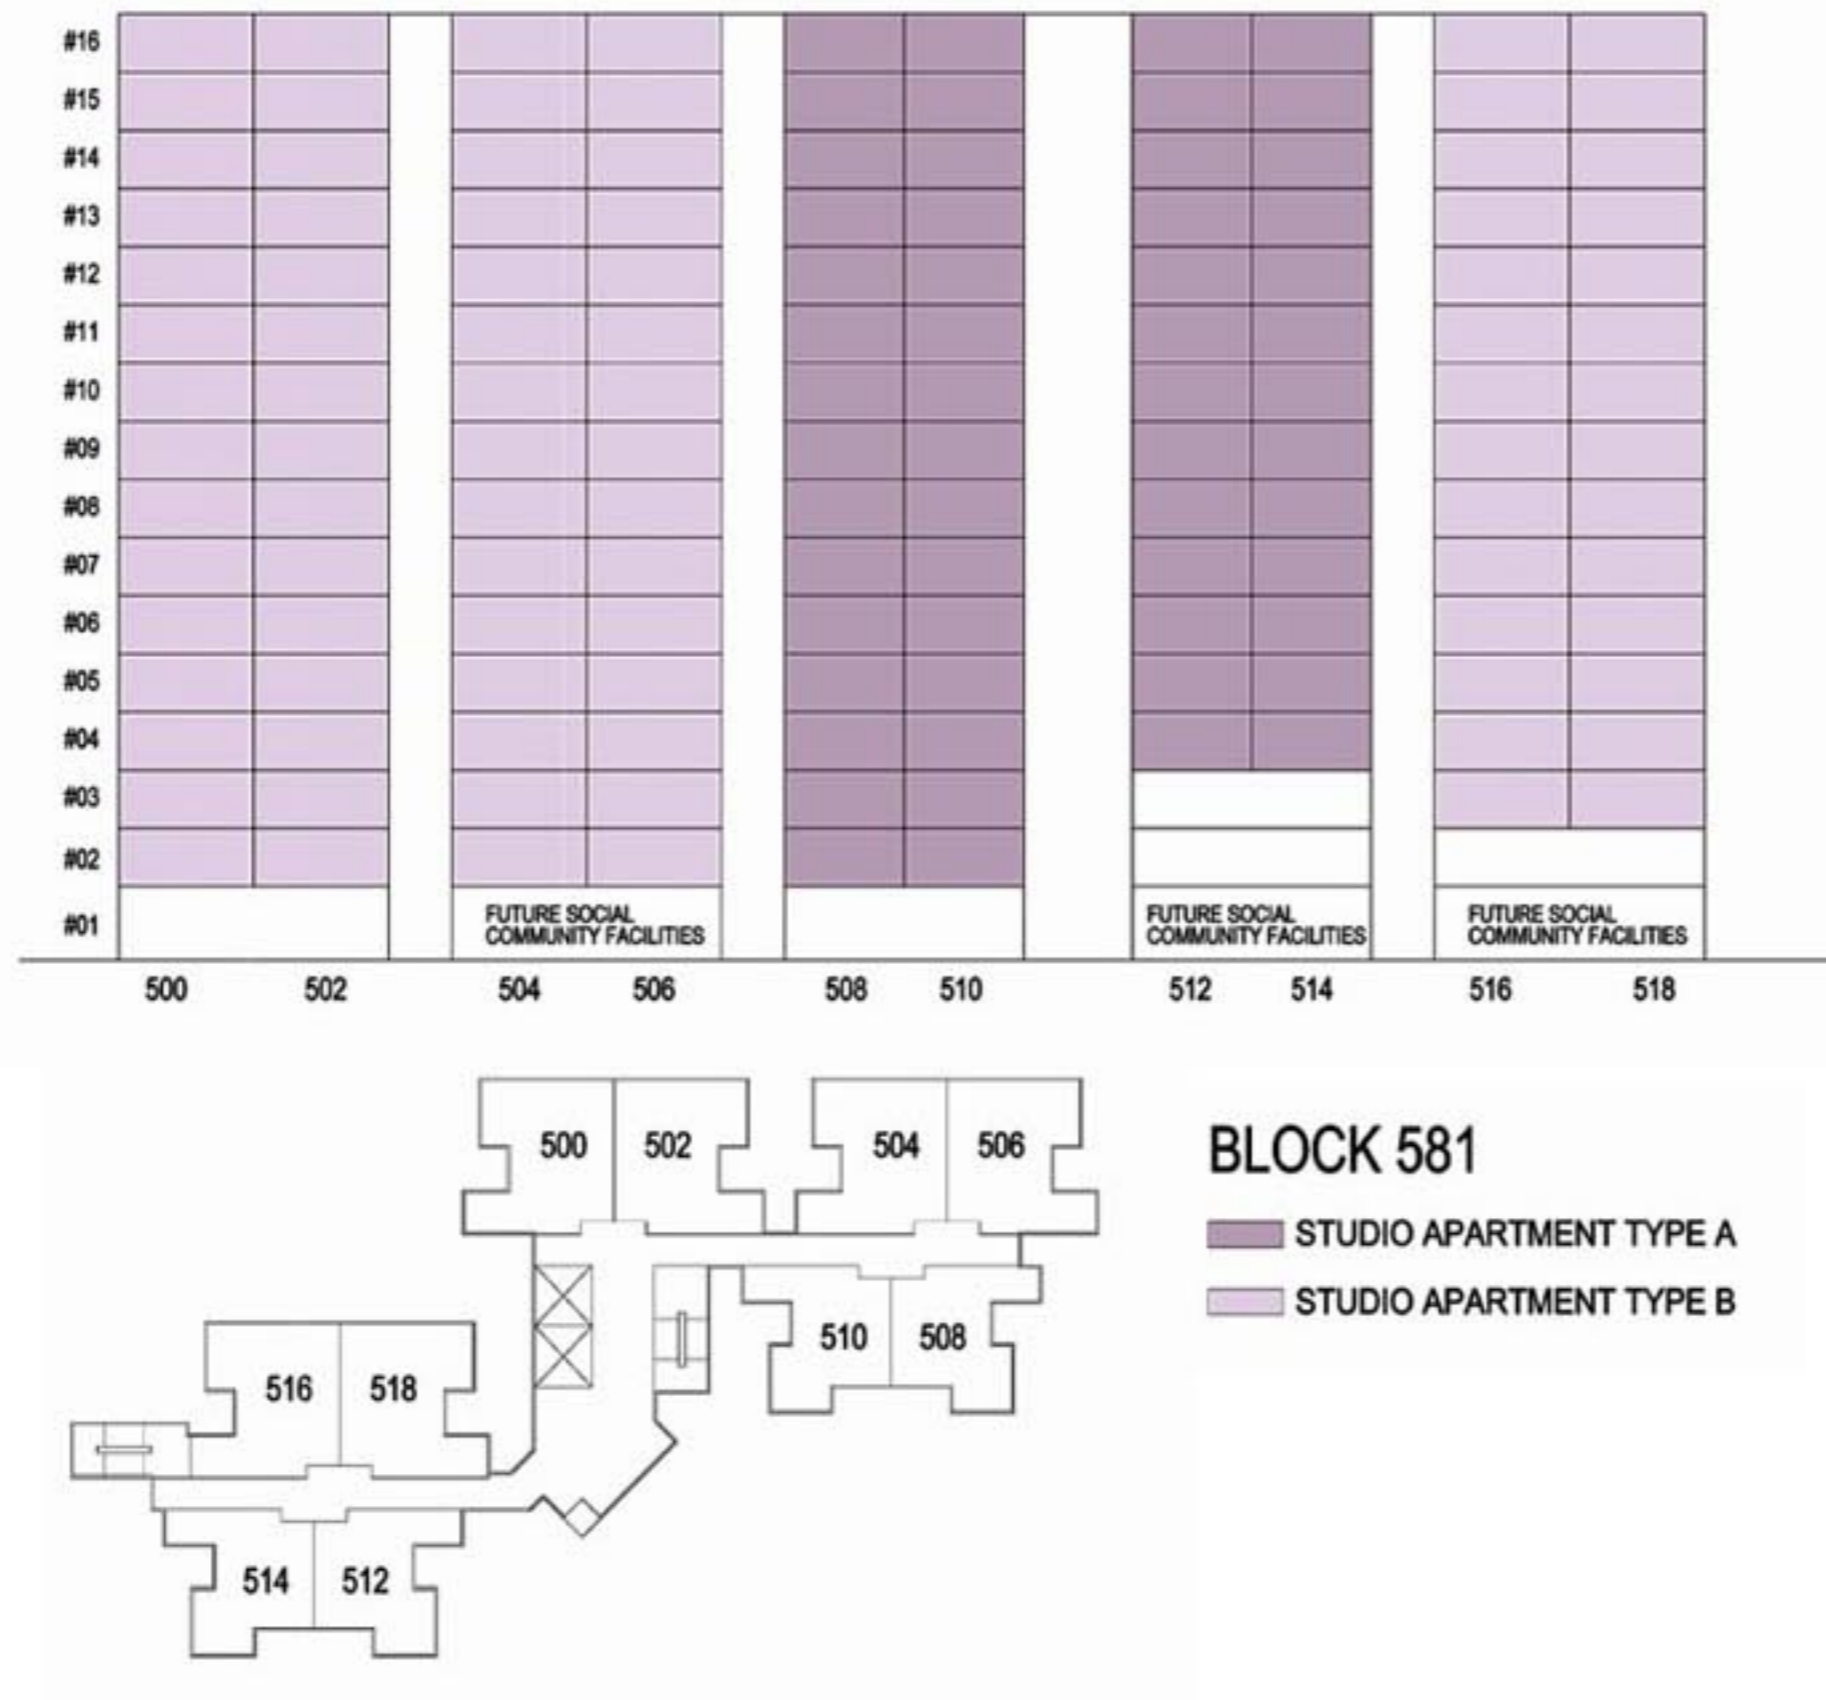 #16
#15
#14
#13
#12
#11
#10
#09
#08
#07
#06
#05
#04
#03
#02
#01
FUTURE SOCIAL
COMMUNITY FACILITIES
FUTURE SOCIAL
COMMUNITY FACILITIES
FUTURE SOCIAL
COMMUNITY FACILITIES
500 502 504 506 508 510 512 514 516 518
500 502 504 506
510 508
516 518
514 512
BLOCK 581
STUDIO APARTMENT TYPE A
STUDIO APARTMENT TYPE B